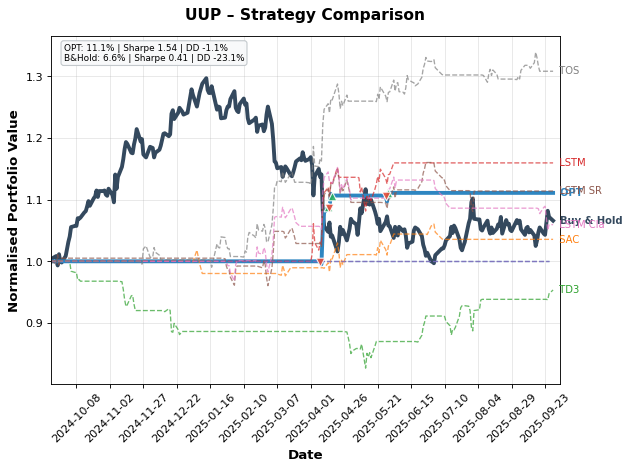 UUP – Strategy Comparison
OPT: 11.1% | Sharpe 1.54 | DD -1.1%
B&Hold: 6.6% | Sharpe 0.41 | DD -23.1%
Normalised Portfolio Value
1.3
1.2
1.1
1.0
0.9
TOS
LSTM
OPT
LSTM SR
Buy & Hold
SAC
TD3
2024-10-08
2024-11-02
2024-11-27
2024-12-22
2025-01-16
2025-02-10
2025-03-07
2025-04-01
2025-04-26
2025-05-21
2025-06-15
2025-07-10
2025-08-04
2025-08-29
2025-09-23
Date